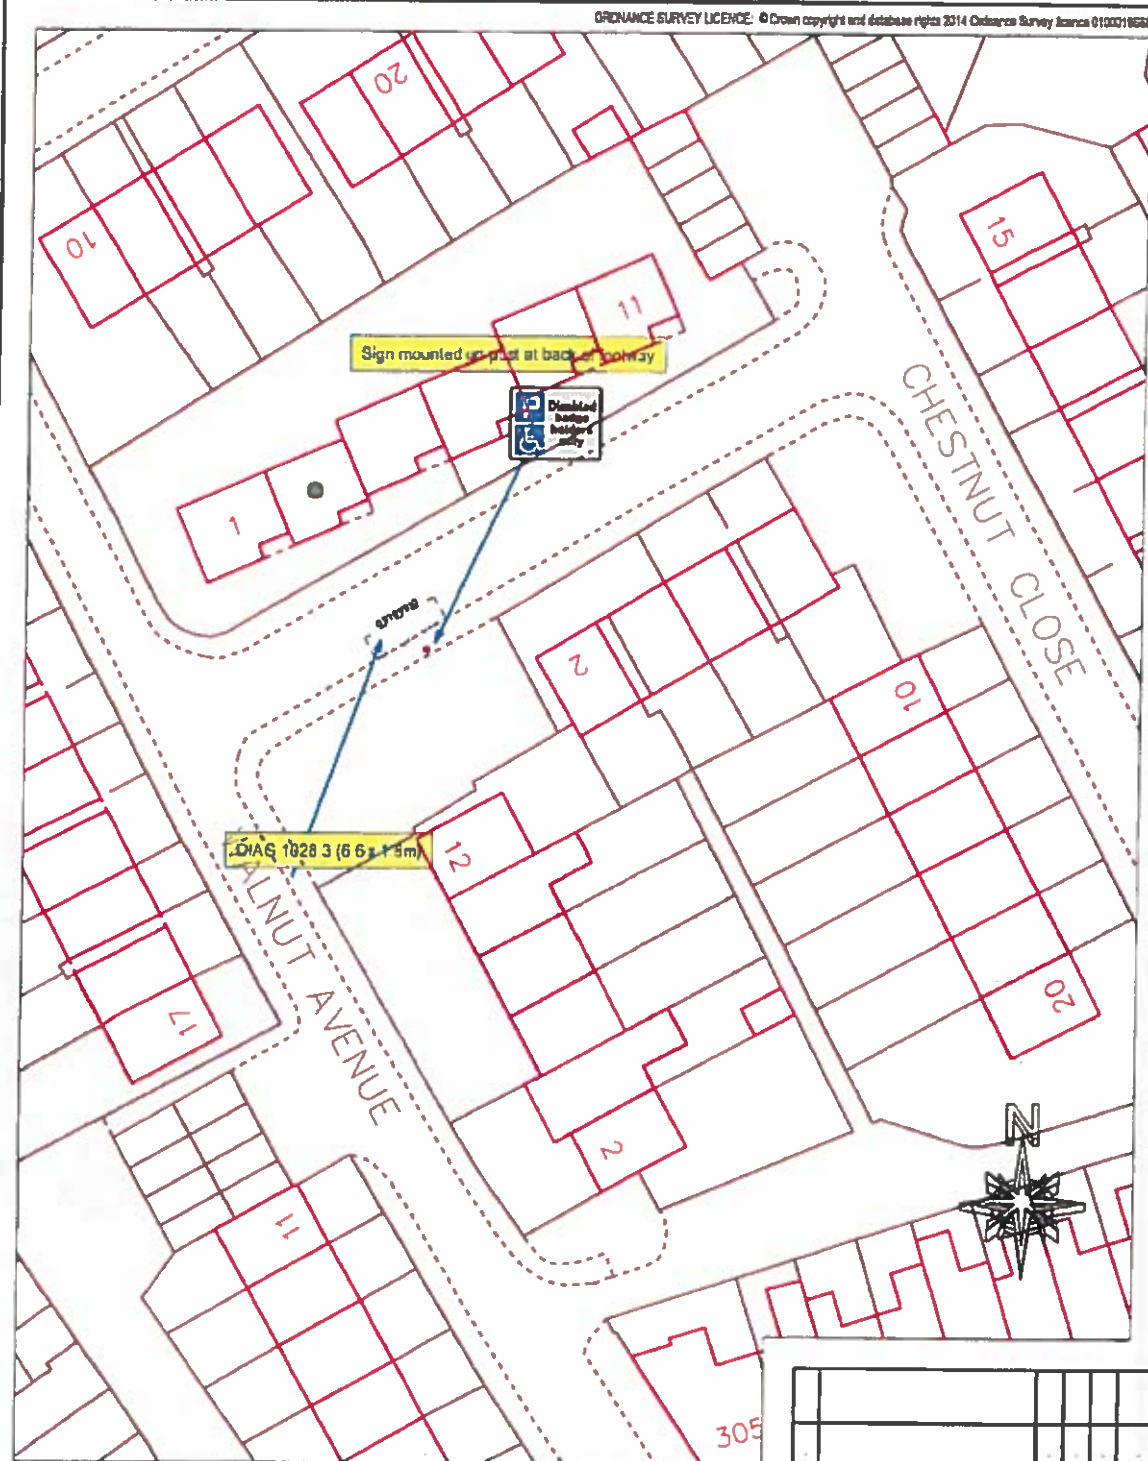 ORDNANCE SURVEY LICENCE: © Crown copyright and database rights 2014 Ordnance Survey licence
20
10
15
11
Sign mounted on post at back of footway
P
Disabled
badge
holders
only
CHESTNUT CLOSE
1
2
10
DIAG 1028 3 (6 6 x 1 5m)
12
WALNUT AVENUE
17
20
N
2
11
305